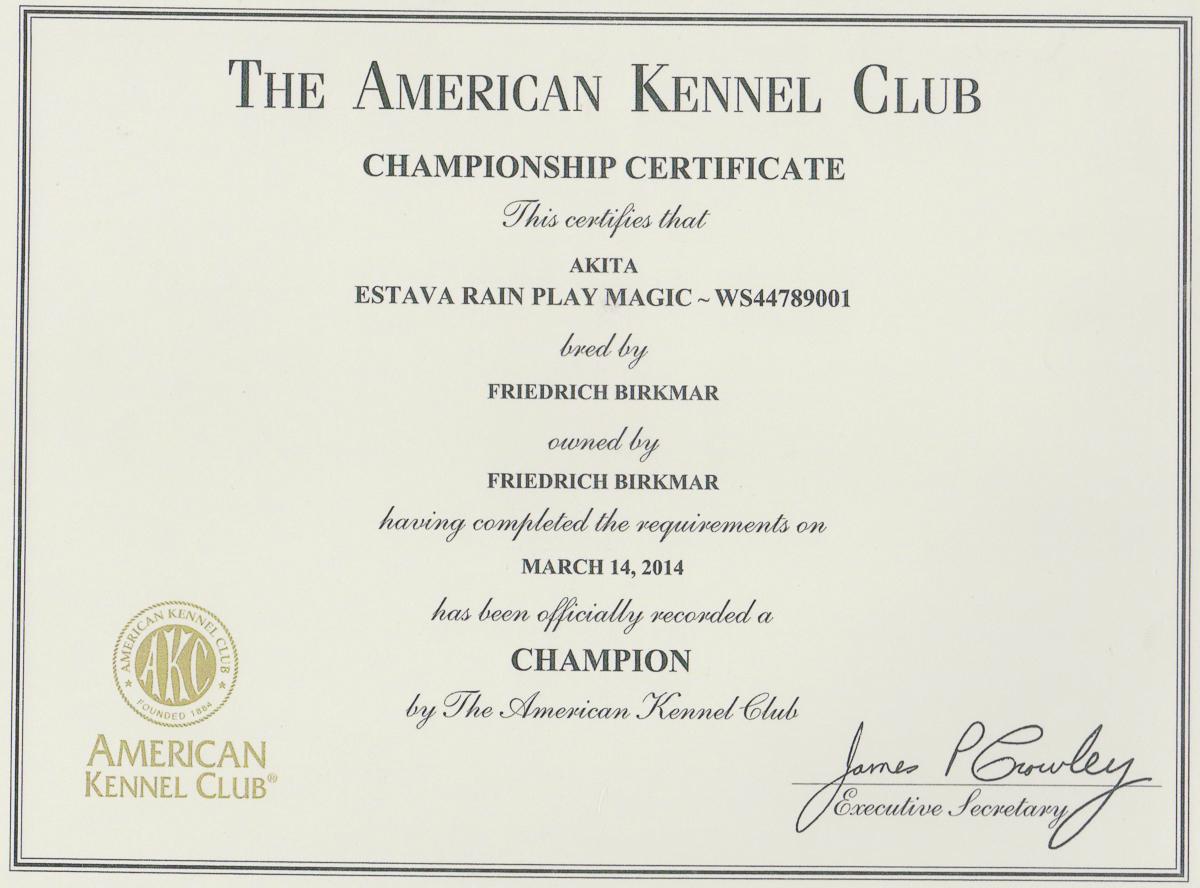 THE AMERICAN KENNEL CLUB
CHAMPIONSHIP CERTIFICATE
This certifies that
AKITA
ESTAVA RAIN PLAY MAGIC ~ WS44789001
bred by
FRIEDRICH BIRKMAR
owned by
FRIEDRICH BIRKMAR
having completed the requirements on
MARCH 14, 2014
has been officially recorded a
CHAMPION
by The American Kennel Club
AMERICAN KENNEL CLUB
AKC
FOUNDED 1884
AMERICAN
KENNEL CLUB®
James P Crowley
Executive Secretary